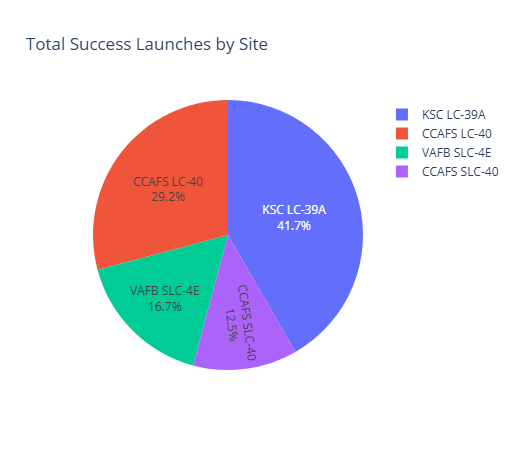 Total Success Launches by Site
KSC LC-39A
CCAFS LC-40
VAFB SLC-4E
CCAFS SLC-40
CCAFS LC-40
29.2%
KSC LC-39A
41.7%
VAFB SLC-4E
16.7%
CCAFS SLC-40
12.5%